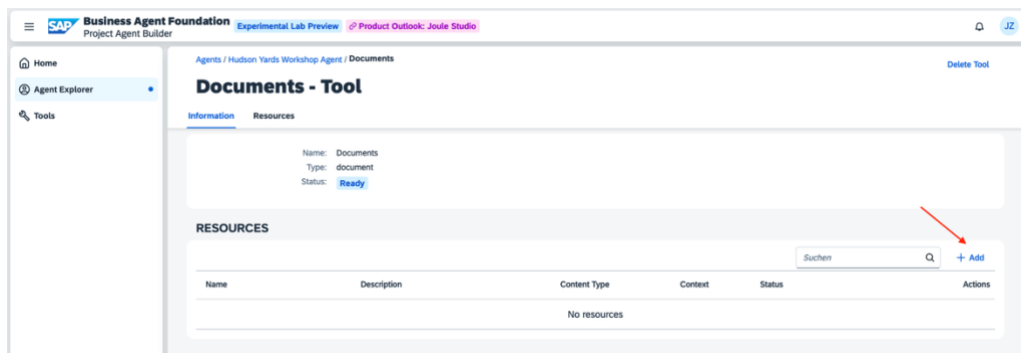 SAP Business Agent Foundation Experimental Lab Preview Product Outlook: Joule Studio JZ
Project Agent Builder
Home
Agent Explorer
Tools
Agents / Hudson Yards Workshop Agent / Documents
Delete Tool
Documents - Tool
Information Resources
Name: Documents
Type: document
Status: Ready
RESOURCES
Suchen + Add
Name Description Content Type Context Status Actions
No resources